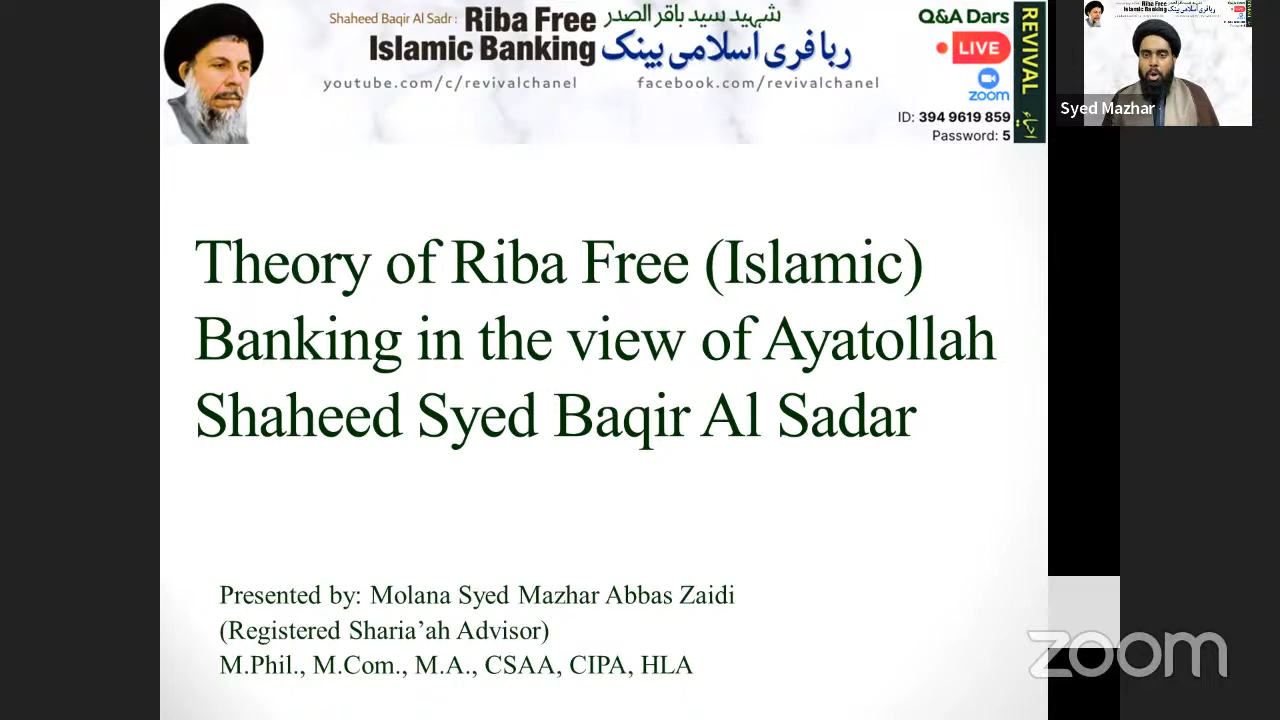 Shaheed Baqir Al Sadr : Riba Free شہید سید باقر الصدر
Islamic Banking ربا فری اسلامی بینک
youtube.com/c/revivalchanel facebook.com/revivalchanel
Q&A Dars
LIVE
zoom
ID: 394 9619 859
Password: 5
REVIVAL احیاء
Syed Mazhar
Theory of Riba Free (Islamic)
Banking in the view of Ayatollah
Shaheed Syed Baqir Al Sadar
Presented by: Molana Syed Mazhar Abbas Zaidi
(Registered Sharia’ah Advisor)
M.Phil., M.Com., M.A., CSAA, CIPA, HLA
zoom